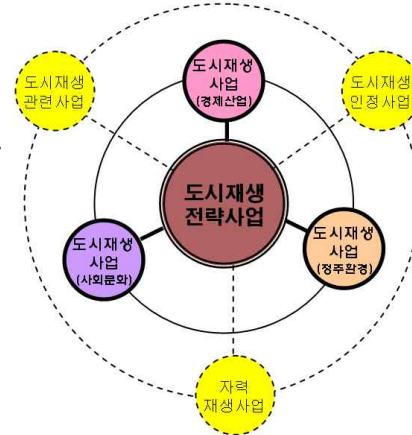 도시재생
사업
(경제산업)
도시재생
관련사업
도시재생
인정사업
도시재생
전략사업
도시재생
사업
(사회문화)
도시재생
사업
(정주환경)
자력
재생사업